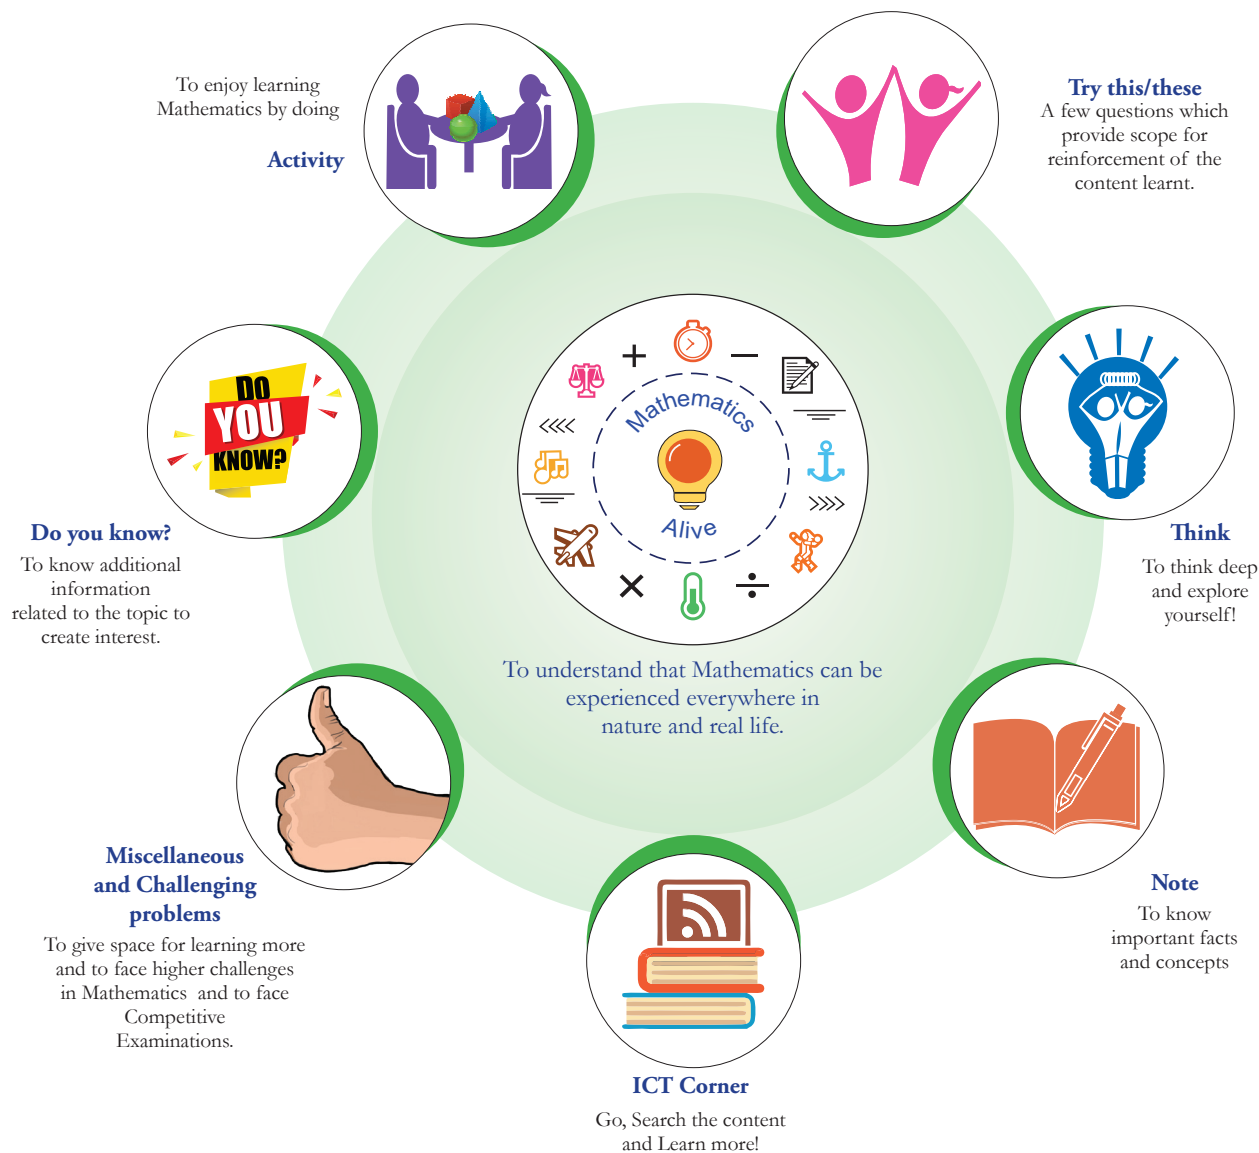 To enjoy learning
Mathematics by doing
Activity
Try this/these
A few questions which
provide scope for
reinforcement of the
content learnt.
DO
YOU
KNOW?
Do you know?
To know additional
information
related to the topic to
create interest.
Mathematics
Alive
To understand that Mathematics can be
experienced everywhere in
nature and real life.
Think
To think deep
and explore
yourself!
Miscellaneous
and Challenging
problems
To give space for learning more
and to face higher challenges
in Mathematics and to face
Competitive
Examinations.
Note
To know
important facts
and concepts
ICT Corner
Go, Search the content
and Learn more!